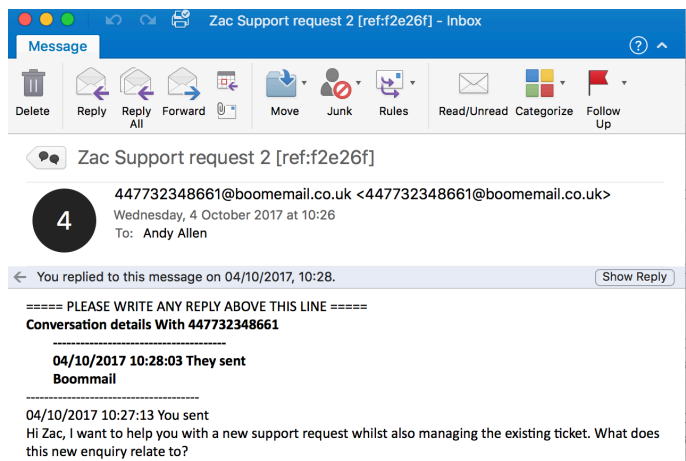 Zac Support request 2 [ref:f2e26f] – Inbox
Message
?
Delete
Reply
Reply All
Forward
Move
Junk
Rules
Read/Unread
Categorize
Follow Up
Zac Support request 2 [ref:f2e26f]
4
447732348661@boomemail.co.uk <447732348661@boomemail.co.uk>
Wednesday, 4 October 2017 at 10:26
To: Andy Allen
You replied to this message on 04/10/2017, 10:28.
Show Reply
===== PLEASE WRITE ANY REPLY ABOVE THIS LINE =====
Conversation details With 447732348661
-------------------------------------
04/10/2017 10:28:03 They sent
Boommail
-------------------------------------
04/10/2017 10:27:13 You sent
Hi Zac, I want to help you with a new support request whilst also managing the existing ticket. What does
this new enquiry relate to?